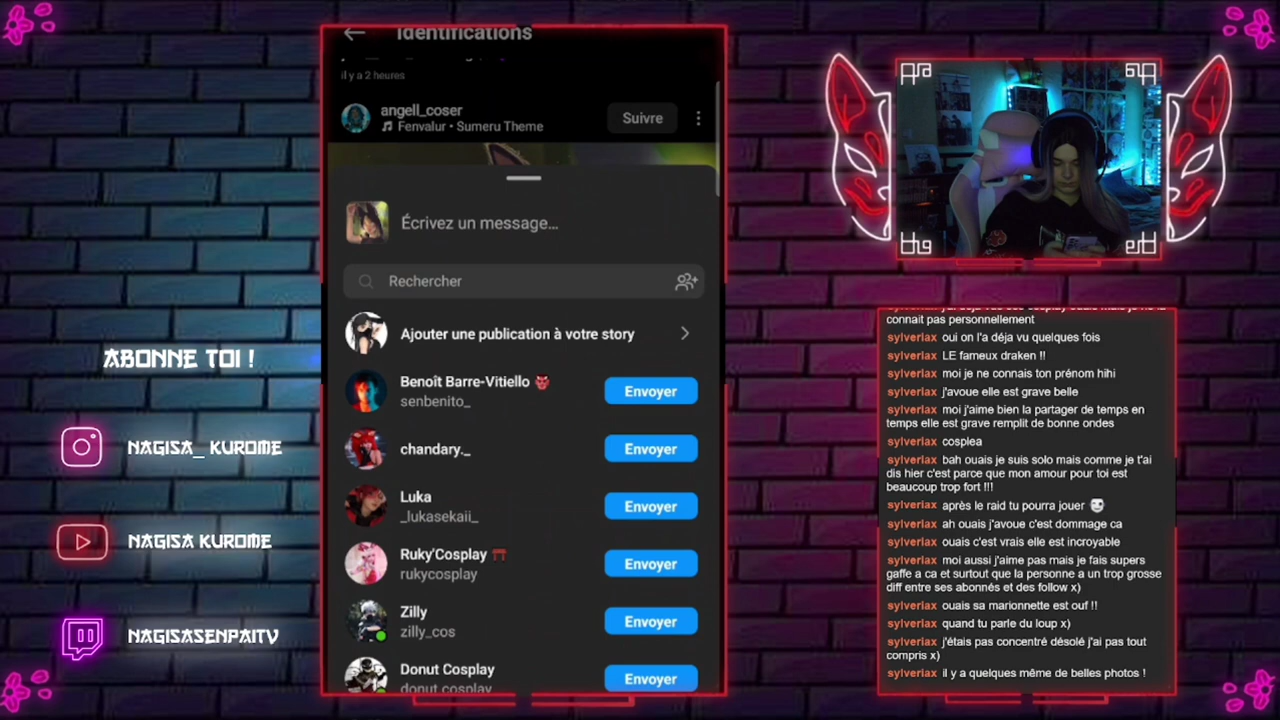 Identifications
il y a 2 heures
angell_coser
Fenvalur • Sumeru Theme
Suivre
Écrivez un message...
Rechercher
Ajouter une publication à votre story
Benoît Barre-Vitiello
senbenito_
Envoyer
chandary._
Envoyer
Luka
_lukasekaii_
Envoyer
Ruky'Cosplay
rukycosplay
Envoyer
Zilly
zilly_cos
Envoyer
Donut Cosplay
donut cosplay
Envoyer
ABONNE TOI !
NAGISA_ KUROME
NAGISA KUROME
NAGISASENPAITV
connait pas personnellement
sylveriax oui on l'a déja vu quelques fois
sylveriax LE fameux draken !!
sylveriax moi je ne connais ton prénom hihi
sylveriax j'avoue elle est grave belle
sylveriax moi j'aime bien la partager de temps en
temps elle est grave remplit de bonne ondes
sylveriax cosplea
sylveriax bah ouais je suis solo mais comme je t'ai
dis hier c'est parce que mon amour pour toi est
beaucoup trop fort !!!
sylveriax après le raid tu pourra jouer
sylveriax ah ouais j'avoue c'est dommage ca
sylveriax ouais c'est vrais elle est incroyable
sylveriax moi aussi j'aime pas mais je fais supers
gaffe a ca et surtout que la personne a un trop grosse
diff entre ses abonnés et des follow x)
sylveriax ouais sa marionnette est ouf !!
sylveriax quand tu parle du loup x)
sylveriax j'étais pas concentré désolé j'ai pas tout
compris x)
sylveriax il y a quelques même de belles photos !